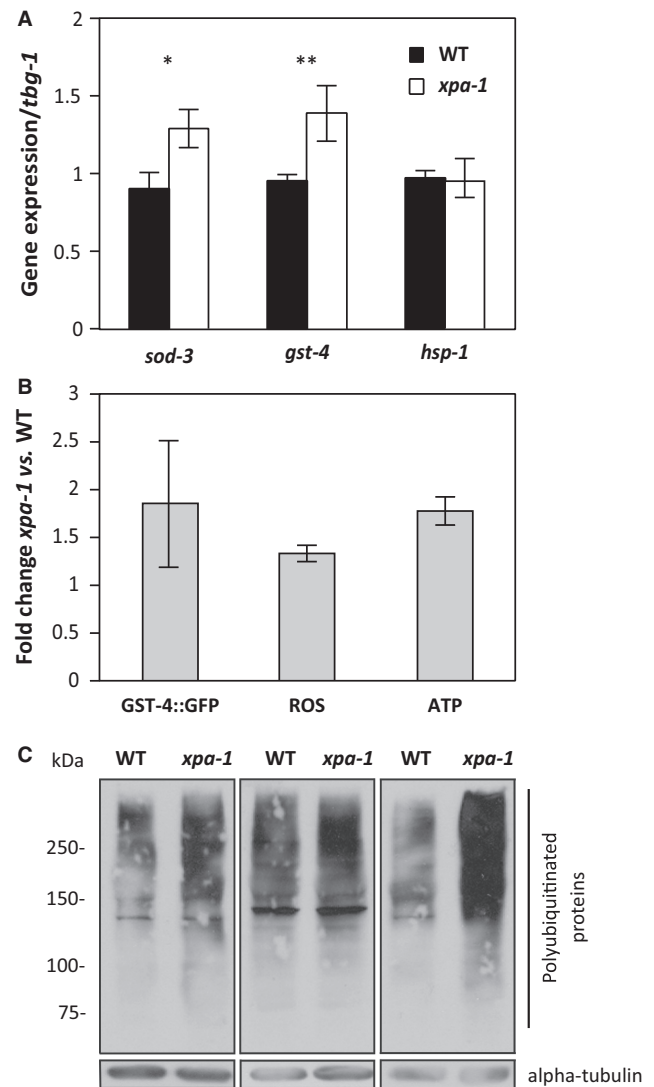 A
Gene expression/tbg-1
2
1.5
1
0.5
0
* **
WT
xpa-1
sod-3 gst-4 hsp-1
B
Fold change xpa-1 vs. WT
3
2.5
2
1.5
1
0.5
0
GST-4::GFP ROS ATP
C kDa WT xpa-1 WT xpa-1 WT xpa-1
250-
150-
100-
75-
Polyubiquitinated
proteins
alpha-tubulin